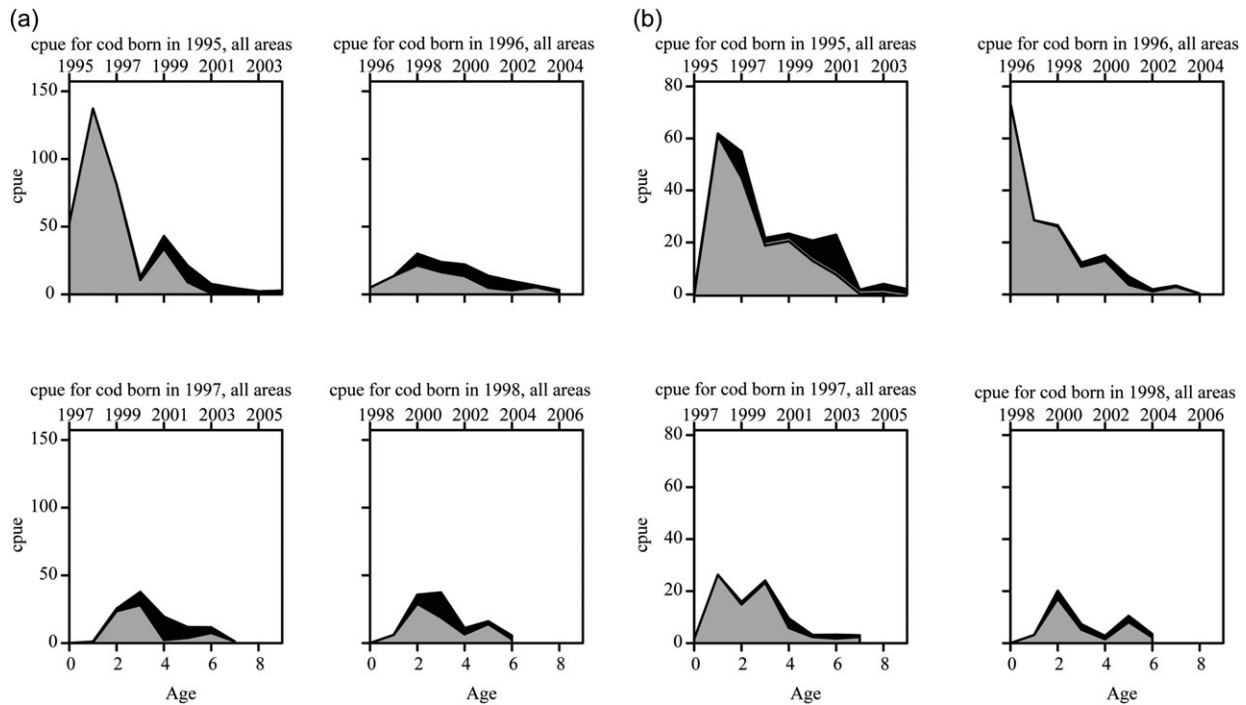 (a)
cpue for cod born in 1995, all areas
1995 1997 1999 2001 2003
150
100
50
0
cpue
cpue for cod born in 1996, all areas
1996 1998 2000 2002 2004
cpue for cod born in 1997, all areas
1997 1999 2001 2003 2005
150
100
50
0
cpue
0 2 4 6 8
Age
cpue for cod born in 1998, all areas
1998 2000 2002 2004 2006
0 2 4 6 8
Age
(b)
cpue for cod born in 1995, all areas
1995 1997 1999 2001 2003
80
60
40
20
0
cpue
cpue for cod born in 1996, all areas
1996 1998 2000 2002 2004
cpue for cod born in 1997, all areas
1997 1999 2001 2003 2005
80
60
40
20
0
cpue
0 2 4 6 8
Age
cpue for cod born in 1998, all areas
1998 2000 2002 2004 2006
0 2 4 6 8
Age